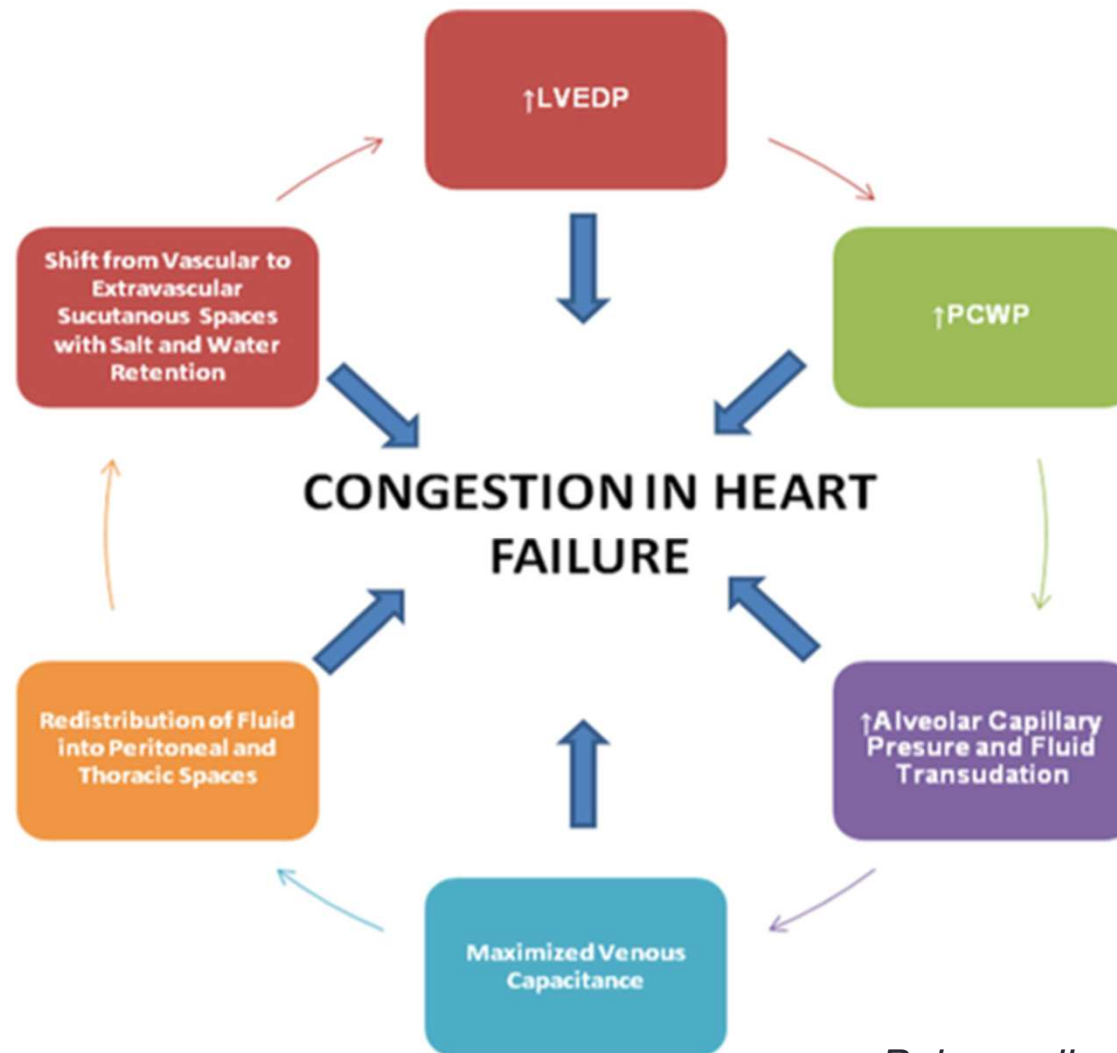 ↑LVEDP
↑PCWP
↑Alveolar Capillary
Presure and Fluid
Transudation
Maximized Venous
Capacitance
Redistribution of Fluid
into Peritoneal and
Thoracic Spaces
Shift from Vascular to
Extravascular
Sucutanous Spaces
with Salt and Water
Retention
CONGESTION IN HEART
FAILURE